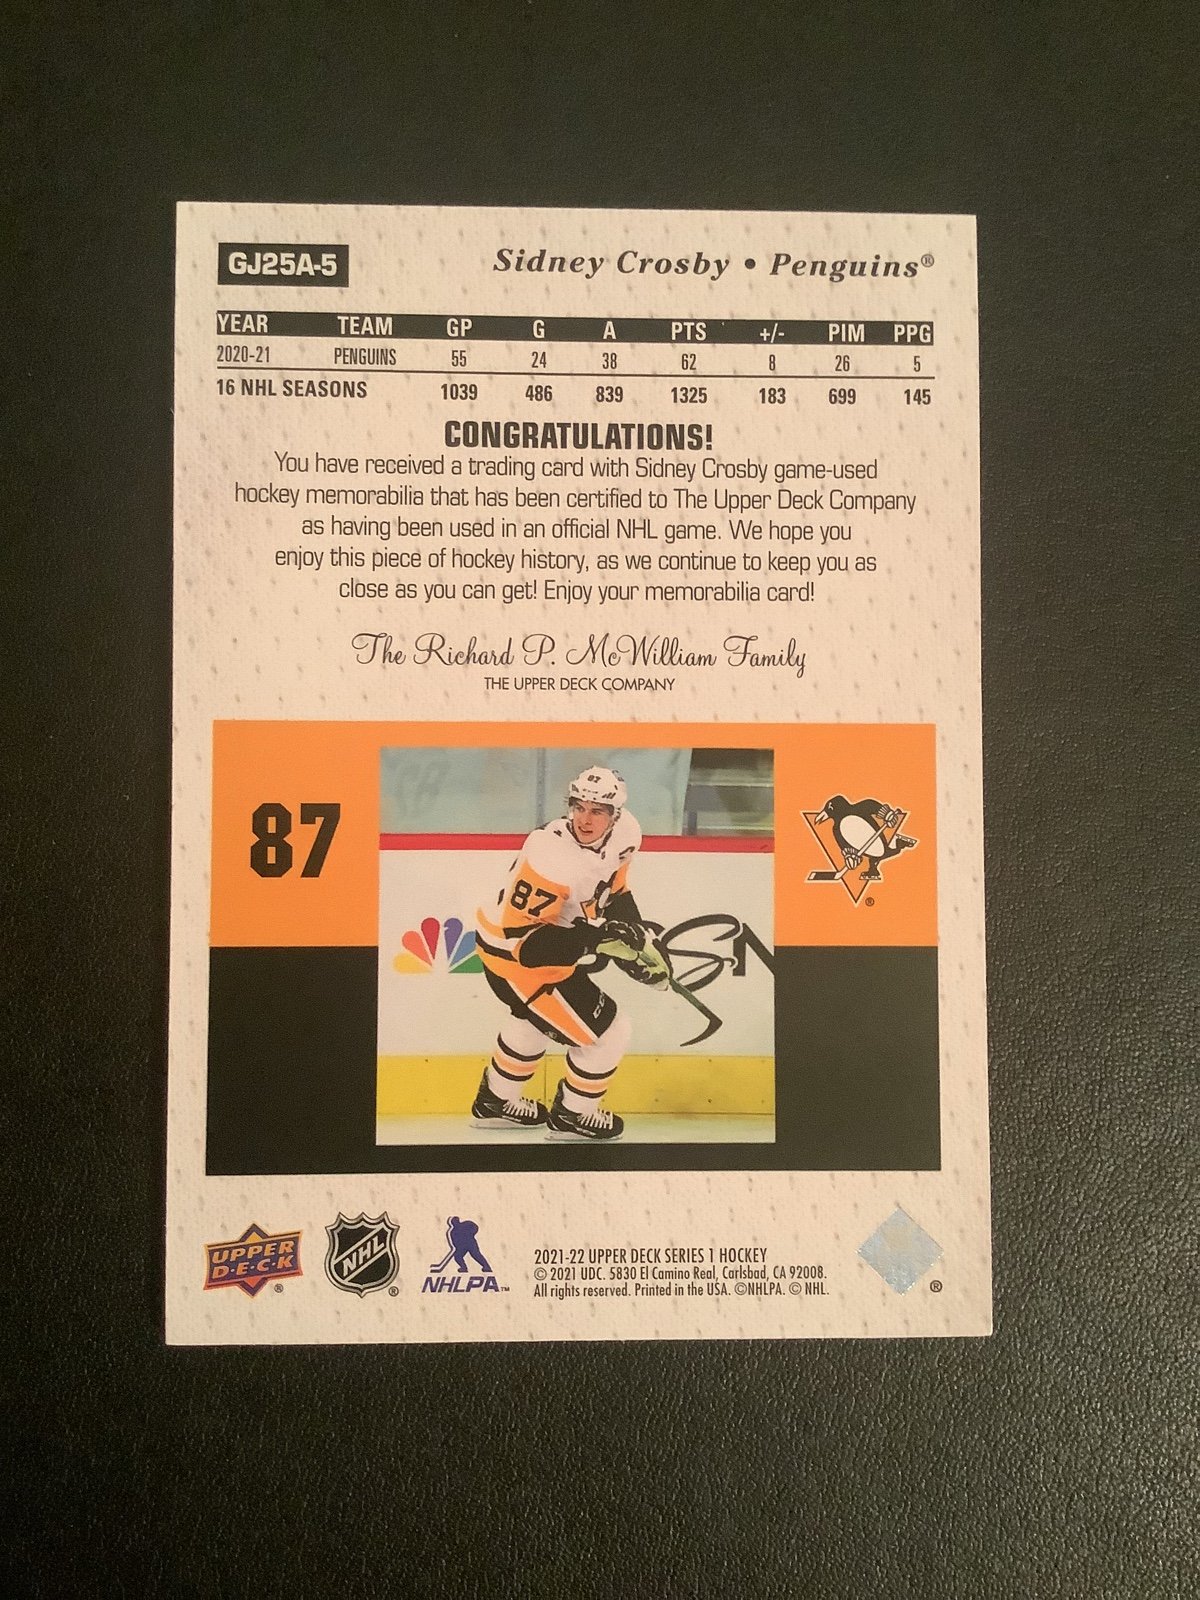 GJ25A-5
Sidney Crosby • Penguins®
YEAR TEAM GP G A PTS +/- PIM PPG
2020-21 PENGUINS 55 24 38 62 8 26 5
16 NHL SEASONS 1039 486 839 1325 183 699 145
CONGRATULATIONS!
You have received a trading card with Sidney Crosby game-used
hockey memorabilia that has been certified to The Upper Deck Company
as having been used in an official NHL game. We hope you
enjoy this piece of hockey history, as we continue to keep you as
close as you can get! Enjoy your memorabilia card!
The Richard P. McWilliam Family
THE UPPER DECK COMPANY
87
87
87
SN
CCM
®
UPPER
D·E·C·K
®
NHL
®
NHLPA™
2021-22 UPPER DECK SERIES 1 HOCKEY
© 2021 UDC. 5830 El Camino Real, Carlsbad, CA 92008.
All rights reserved. Printed in the USA. ©NHLPA. © NHL.
®